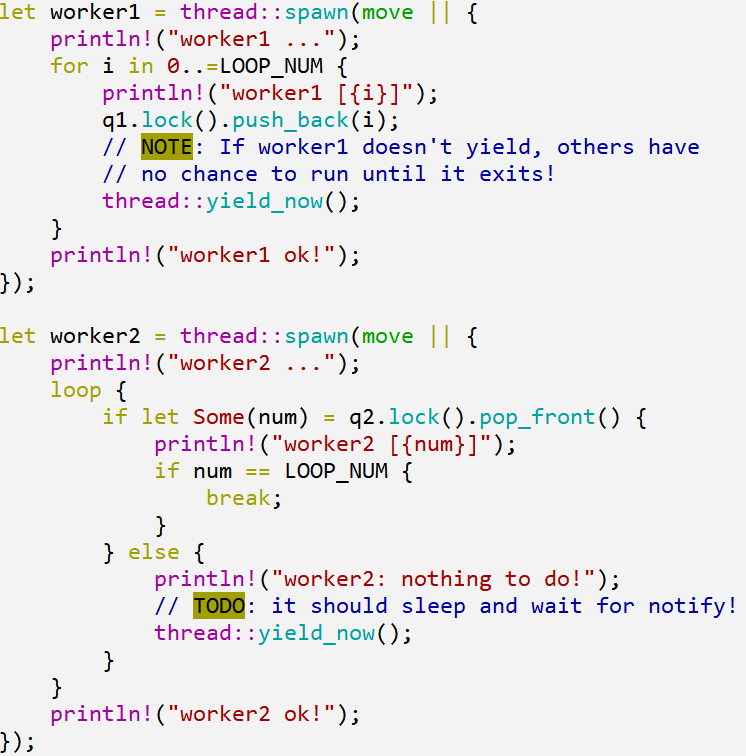 let worker1 = thread::spawn(move || {
    println!("worker1 ...");
    for i in 0..=LOOP_NUM {
        println!("worker1 [{i}]");
        q1.lock().push_back(i);
        // NOTE: If worker1 doesn't yield, others have
        // no chance to run until it exits!
        thread::yield_now();
    }
    println!("worker1 ok!");
});

let worker2 = thread::spawn(move || {
    println!("worker2 ...");
    loop {
        if let Some(num) = q2.lock().pop_front() {
            println!("worker2 [{num}]");
            if num == LOOP_NUM {
                break;
            }
        } else {
            println!("worker2: nothing to do!");
            // TODO: it should sleep and wait for notify!
            thread::yield_now();
        }
    }
    println!("worker2 ok!");
});